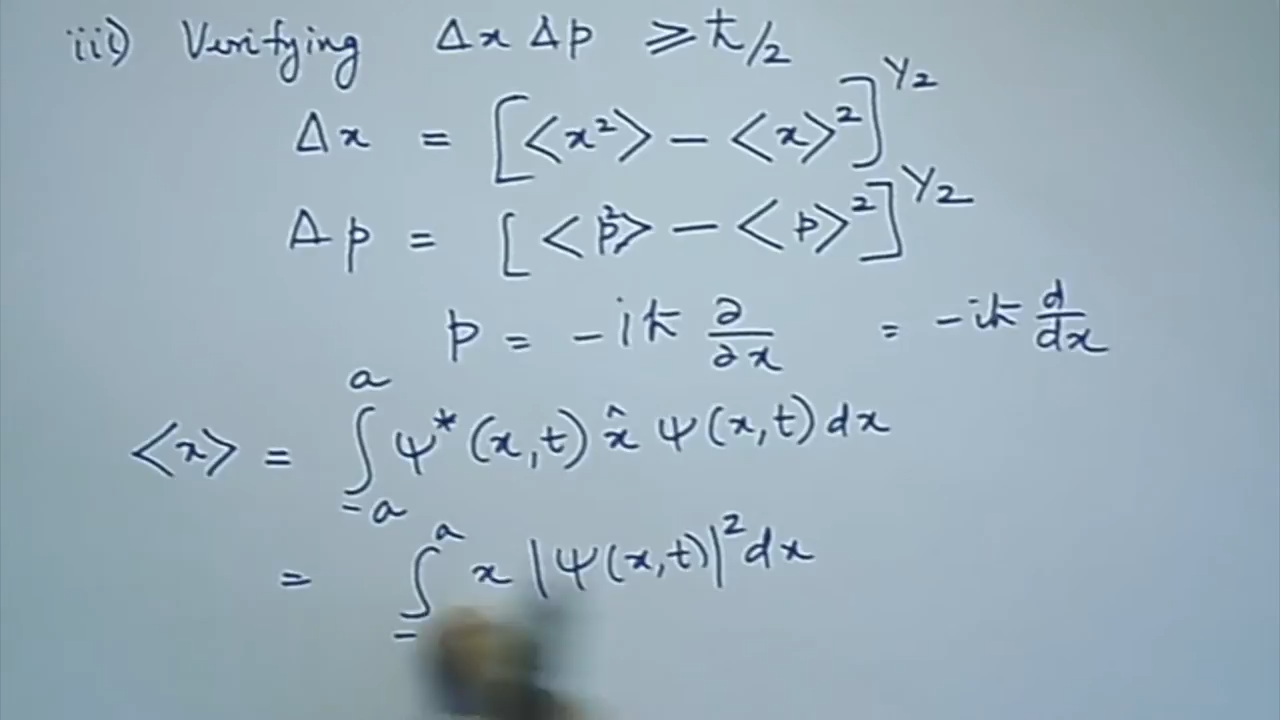 iii) Verifying Δx Δp ≥ ħ/2
Δx = [<x²> − <x>²]^1/2
Δp = [<p²> − <p>²]^1/2
p = −iħ ∂/∂x = −iħ d/dx
<x> = ∫_{-a}^{a} ψ*(x,t) x̂ ψ(x,t) dx
= ∫_{-}^{a} x |ψ(x,t)|² dx